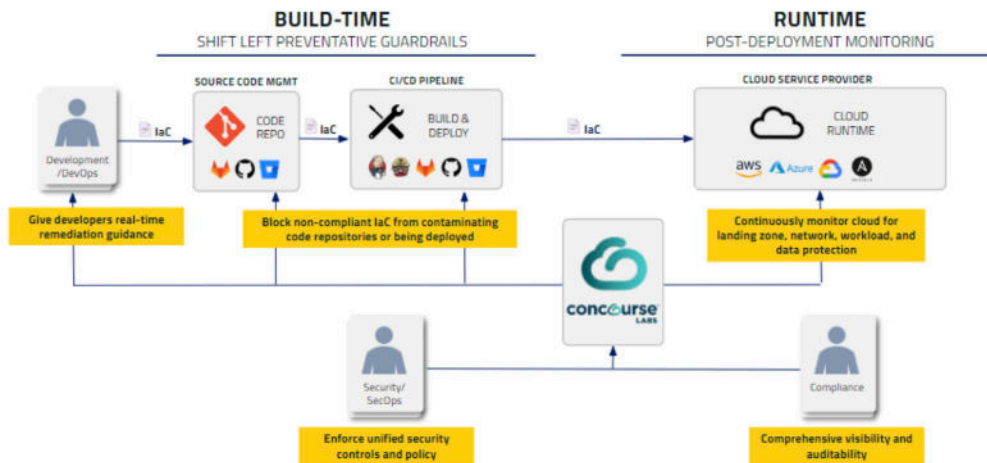 BUILD-TIME
SHIFT LEFT PREVENTATIVE GUARDRAILS
RUNTIME
POST-DEPLOYMENT MONITORING
SOURCE CODE MGMT
CI/CD PIPELINE
CLOUD SERVICE PROVIDER
IaC
CODE
REPO
IaC
BUILD &
DEPLOY
IaC
CLOUD
RUNTIME
Development
/DevOps
aws
Azure
Give developers real-time
remediation guidance
Block non-compliant IaC from contaminating
code repositories or being deployed
Continuously monitor cloud for
landing zone, network, workload, and
data protection
concourse
LABS
Security/
SecOps
Compliance
Enforce unified security
controls and policy
Comprehensive visibility and
auditability